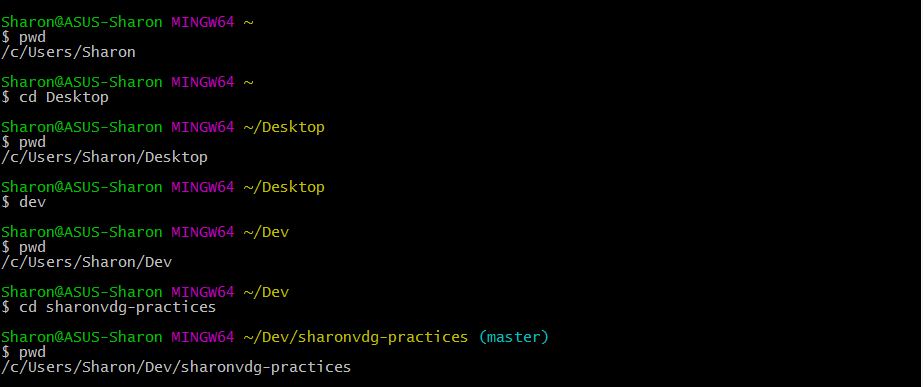 Sharon@ASUS-Sharon MINGW64 ~
$ pwd
/c/Users/Sharon
Sharon@ASUS-Sharon MINGW64 ~
$ cd Desktop
Sharon@ASUS-Sharon MINGW64 ~/Desktop
$ pwd
/c/Users/Sharon/Desktop
Sharon@ASUS-Sharon MINGW64 ~/Desktop
$ dev
Sharon@ASUS-Sharon MINGW64 ~/Dev
$ pwd
/c/Users/Sharon/Dev
Sharon@ASUS-Sharon MINGW64 ~/Dev
$ cd sharonvdg-practices
Sharon@ASUS-Sharon MINGW64 ~/Dev/sharonvdg-practices (master)
$ pwd
/c/Users/Sharon/Dev/sharonvdg-practices